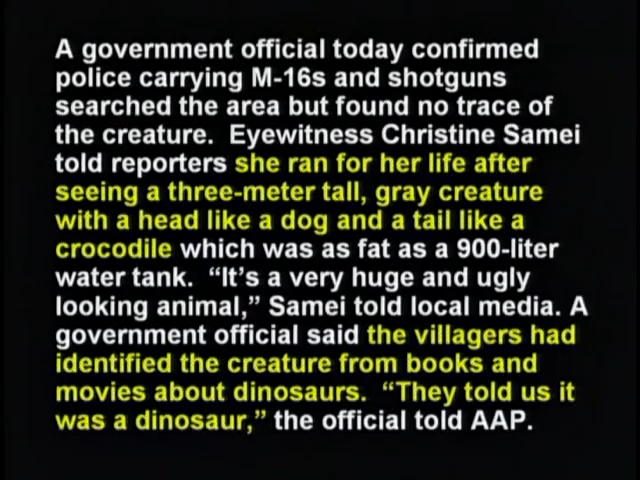 A government official today confirmed
police carrying M-16s and shotguns
searched the area but found no trace of
the creature.  Eyewitness Christine Samei
told reporters she ran for her life after
seeing a three-meter tall, gray creature
with a head like a dog and a tail like a
crocodile which was as fat as a 900-liter
water tank.  “It’s a very huge and ugly
looking animal,” Samei told local media. A
government official said the villagers had
identified the creature from books and
movies about dinosaurs.  “They told us it
was a dinosaur,” the official told AAP.